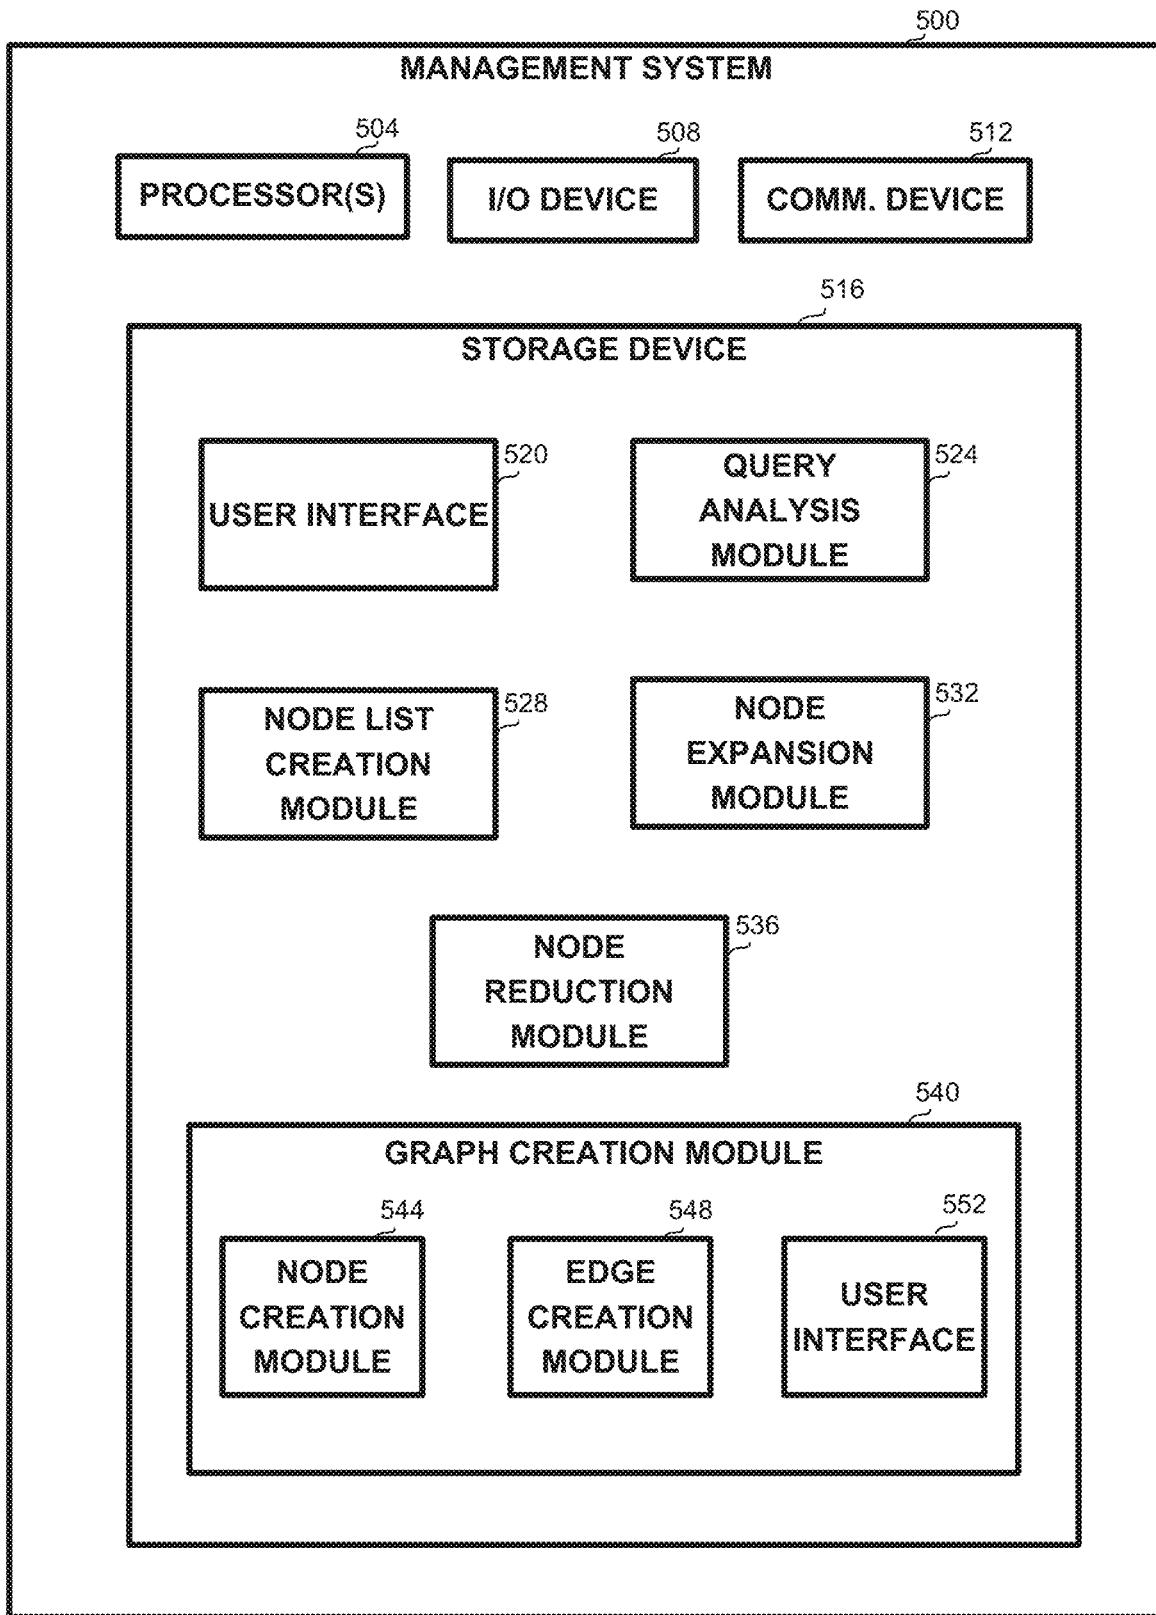 500
MANAGEMENT SYSTEM
504
PROCESSOR(S)
508
I/O DEVICE
512
COMM. DEVICE
516
STORAGE DEVICE
520
USER INTERFACE
524
QUERY
ANALYSIS
MODULE
528
NODE LIST
CREATION
MODULE
532
NODE
EXPANSION
MODULE
536
NODE
REDUCTION
MODULE
540
GRAPH CREATION MODULE
544
NODE
CREATION
MODULE
548
EDGE
CREATION
MODULE
552
USER
INTERFACE